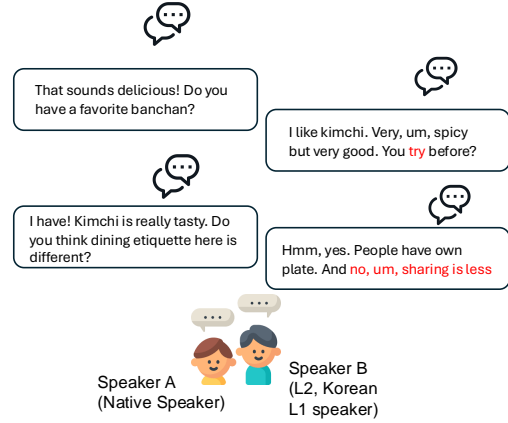 That sounds delicious! Do you
have a favorite banchan?
I like kimchi. Very, um, spicy
but very good. You try before?
I have! Kimchi is really tasty. Do
you think dining etiquette here is
different?
Hmm, yes. People have own
plate. And no, um, sharing is less
Speaker A
(Native Speaker)
Speaker B
(L2, Korean
L1 speaker)